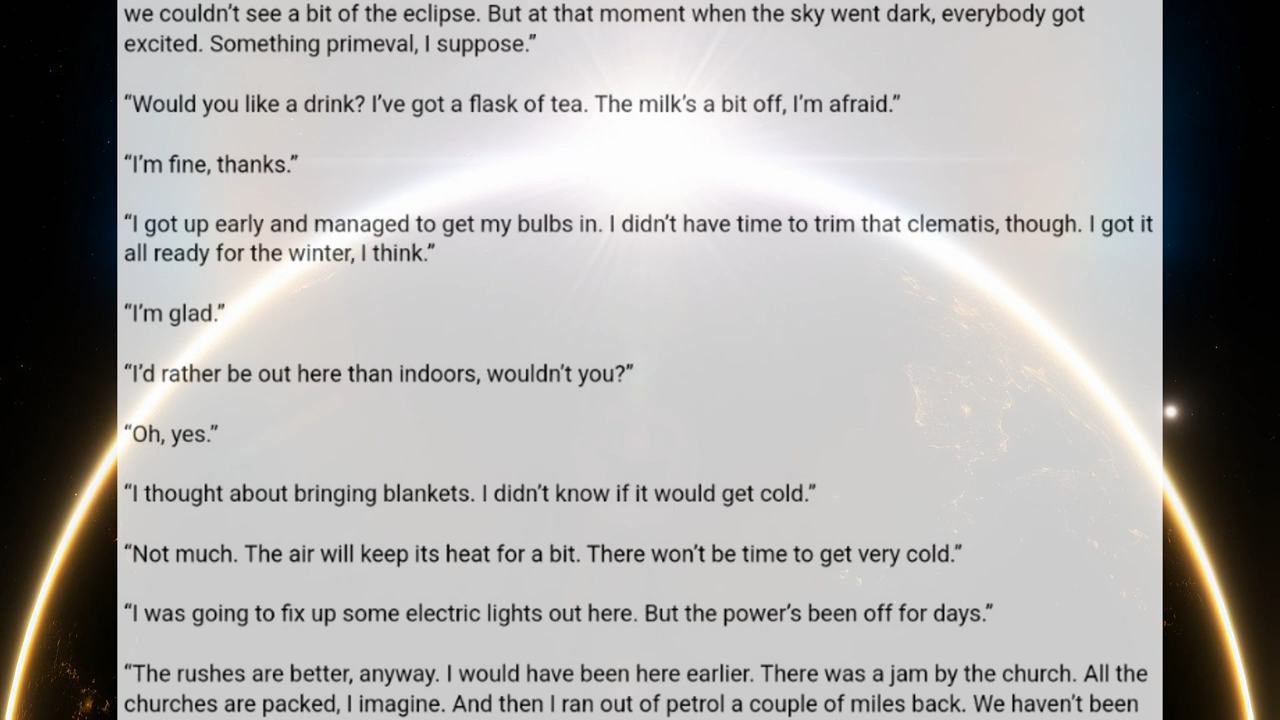 we couldn’t see a bit of the eclipse. But at that moment when the sky went dark, everybody got
excited. Something primeval, I suppose.”
“Would you like a drink? I’ve got a flask of tea. The milk’s a bit off, I’m afraid.”
“I’m fine, thanks.”
“I got up early and managed to get my bulbs in. I didn’t have time to trim that clematis, though. I got it
all ready for the winter, I think.”
“I’m glad.”
“I’d rather be out here than indoors, wouldn’t you?”
“Oh, yes.”
“I thought about bringing blankets. I didn’t know if it would get cold.”
“Not much. The air will keep its heat for a bit. There won’t be time to get very cold.”
“I was going to fix up some electric lights out here. But the power’s been off for days.”
“The rushes are better, anyway. I would have been here earlier. There was a jam by the church. All the
churches are packed, I imagine. And then I ran out of petrol a couple of miles back. We haven’t been